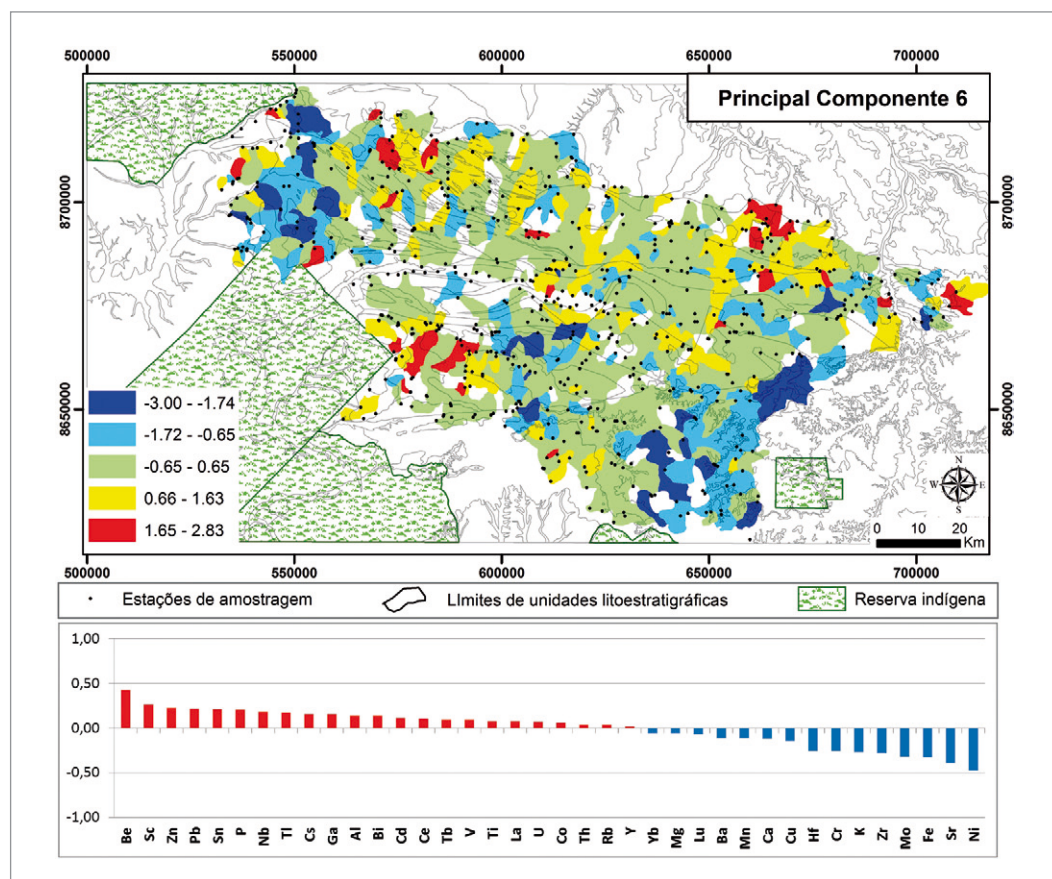 500000 550000 600000 650000 700000
Principal Componente 6
8700000 8700000
8650000 8650000
-3.00 - -1.74
-1.72 - -0.65
-0.65 - 0.65
0.66 - 1.63
1.65 - 2.83
N
W E
S
0 10 20
Km
500000 550000 600000 650000 700000
Estações de amostragem LÍmites de unidades litoestratigráficas Reserva indígena
1,00
0,50
0,00
-0,50
-1,00
Be Sc Zn Pb Sn P Nb Tl Cs Ga Al Bi Cd Ce Tb V Ti La U Co Th Rb Y Yb Mg Lu Ba Mn Ca Cu Hf Cr K Zr Mo Fe Sr Ni